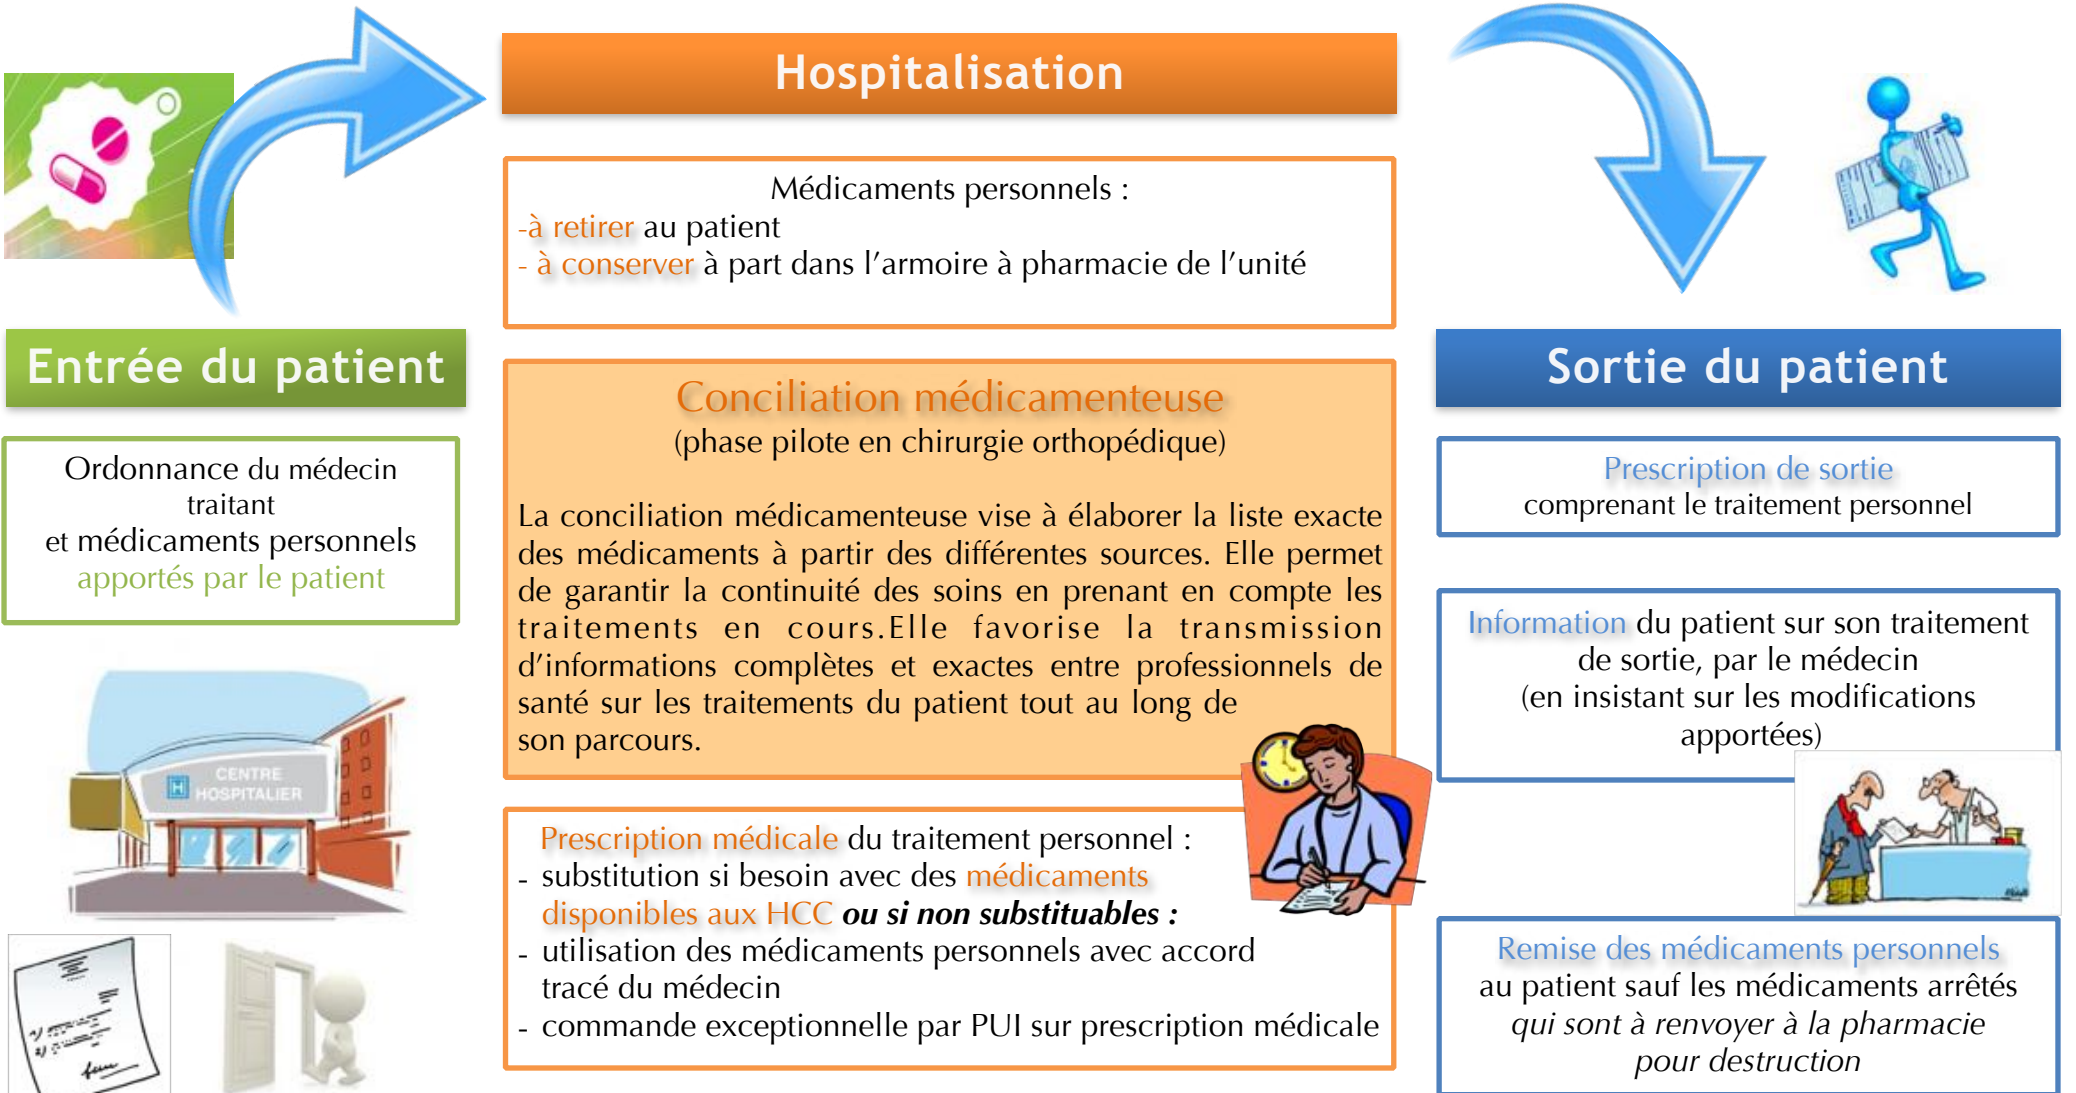 Entrée du patient
Ordonnance du médecin
traitant
et médicaments personnels
apportés par le patient
CENTRE
H HOSPITALIER
Hospitalisation
Médicaments personnels :
-à retirer au patient
- à conserver à part dans l’armoire à pharmacie de l’unité
Conciliation médicamenteuse
(phase pilote en chirurgie orthopédique)
La conciliation médicamenteuse vise à élaborer la liste exacte
des médicaments à partir des différentes sources. Elle permet
de garantir la continuité des soins en prenant en compte les
traitements en cours.Elle favorise la transmission
d’informations complètes et exactes entre professionnels de
santé sur les traitements du patient tout au long de
son parcours.
Prescription médicale du traitement personnel :
- substitution si besoin avec des médicaments
disponibles aux HCC ou si non substituables :
- utilisation des médicaments personnels avec accord
tracé du médecin
- commande exceptionnelle par PUI sur prescription médicale
Sortie du patient
Prescription de sortie
comprenant le traitement personnel
Information du patient sur son traitement
de sortie, par le médecin
(en insistant sur les modifications
apportées)
Remise des médicaments personnels
au patient sauf les médicaments arrêtés
qui sont à renvoyer à la pharmacie
pour destruction